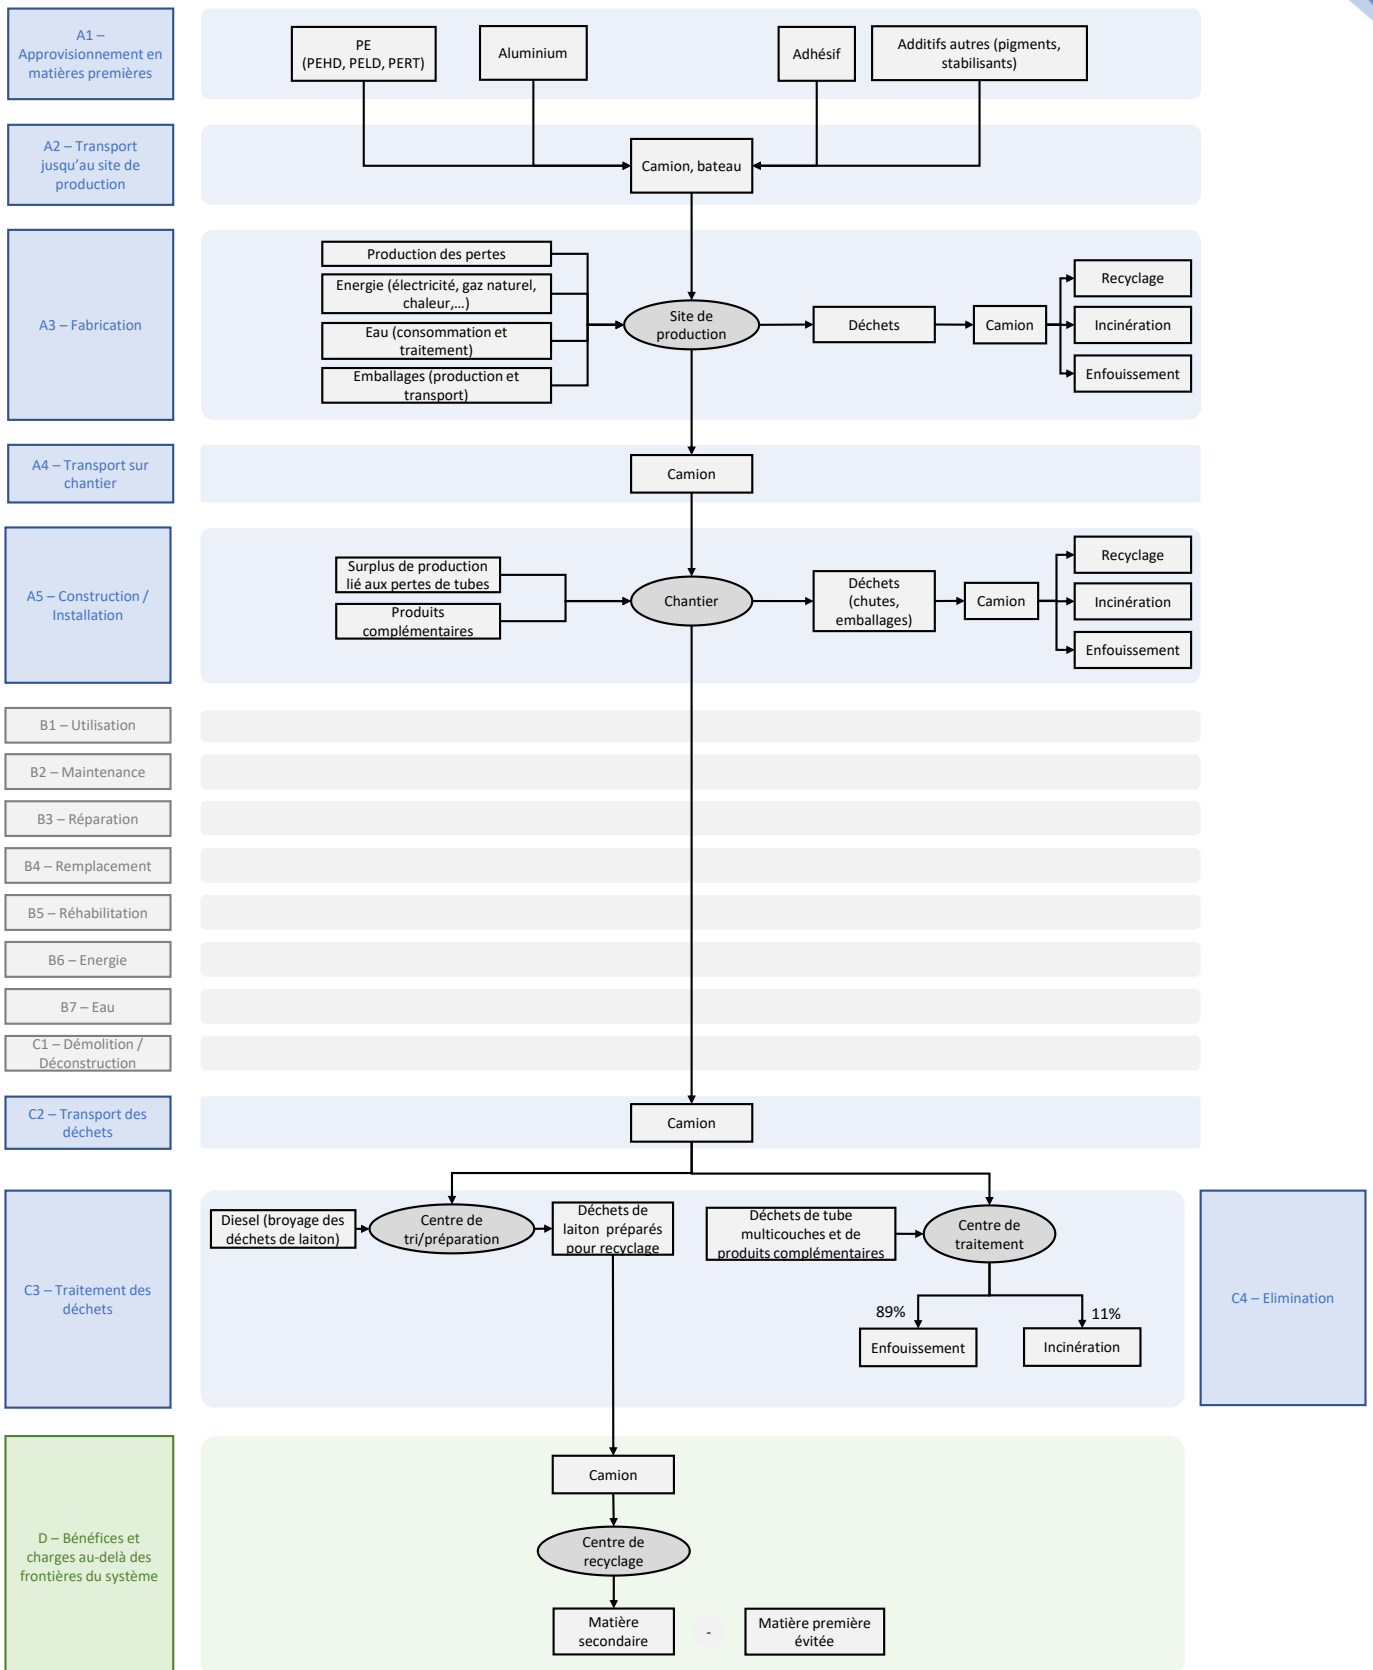 A1 –
Approvisionnement en
matières premières
PE
(PEHD, PELD, PERT)
Aluminium
Adhésif
Additifs autres (pigments,
stabilisants)
A2 – Transport
jusqu'au site de
production
Camion, bateau
A3 – Fabrication
Production des pertes
Energie (électricité, gaz naturel,
chaleur,...)
Eau (consommation et
traitement)
Emballages (production et
transport)
Site de
production
Déchets
Camion
Recyclage
Incinération
Enfouissement
A4 – Transport sur
chantier
Camion
A5 – Construction /
Installation
Surplus de production
lié aux pertes de tubes
Produits
complémentaires
Chantier
Déchets
(chutes,
emballages)
Camion
Recyclage
Incinération
Enfouissement
B1 – Utilisation
B2 – Maintenance
B3 – Réparation
B4 – Remplacement
B5 – Réhabilitation
B6 – Energie
B7 – Eau
C1 – Démolition /
Déconstruction
C2 – Transport des
déchets
Camion
C3 – Traitement des
déchets
Diesel (broyage des
déchets de laiton)
Centre de
tri/préparation
Déchets de
laiton préparés
pour recyclage
Déchets de tube
multicouches et de
produits complémentaires
Centre de
traitement
89%
11%
Enfouissement
Incinération
C4 – Elimination
D – Bénéfices et
charges au-delà des
frontières du système
Camion
Centre de
recyclage
Matière
secondaire
-
Matière première
évitée